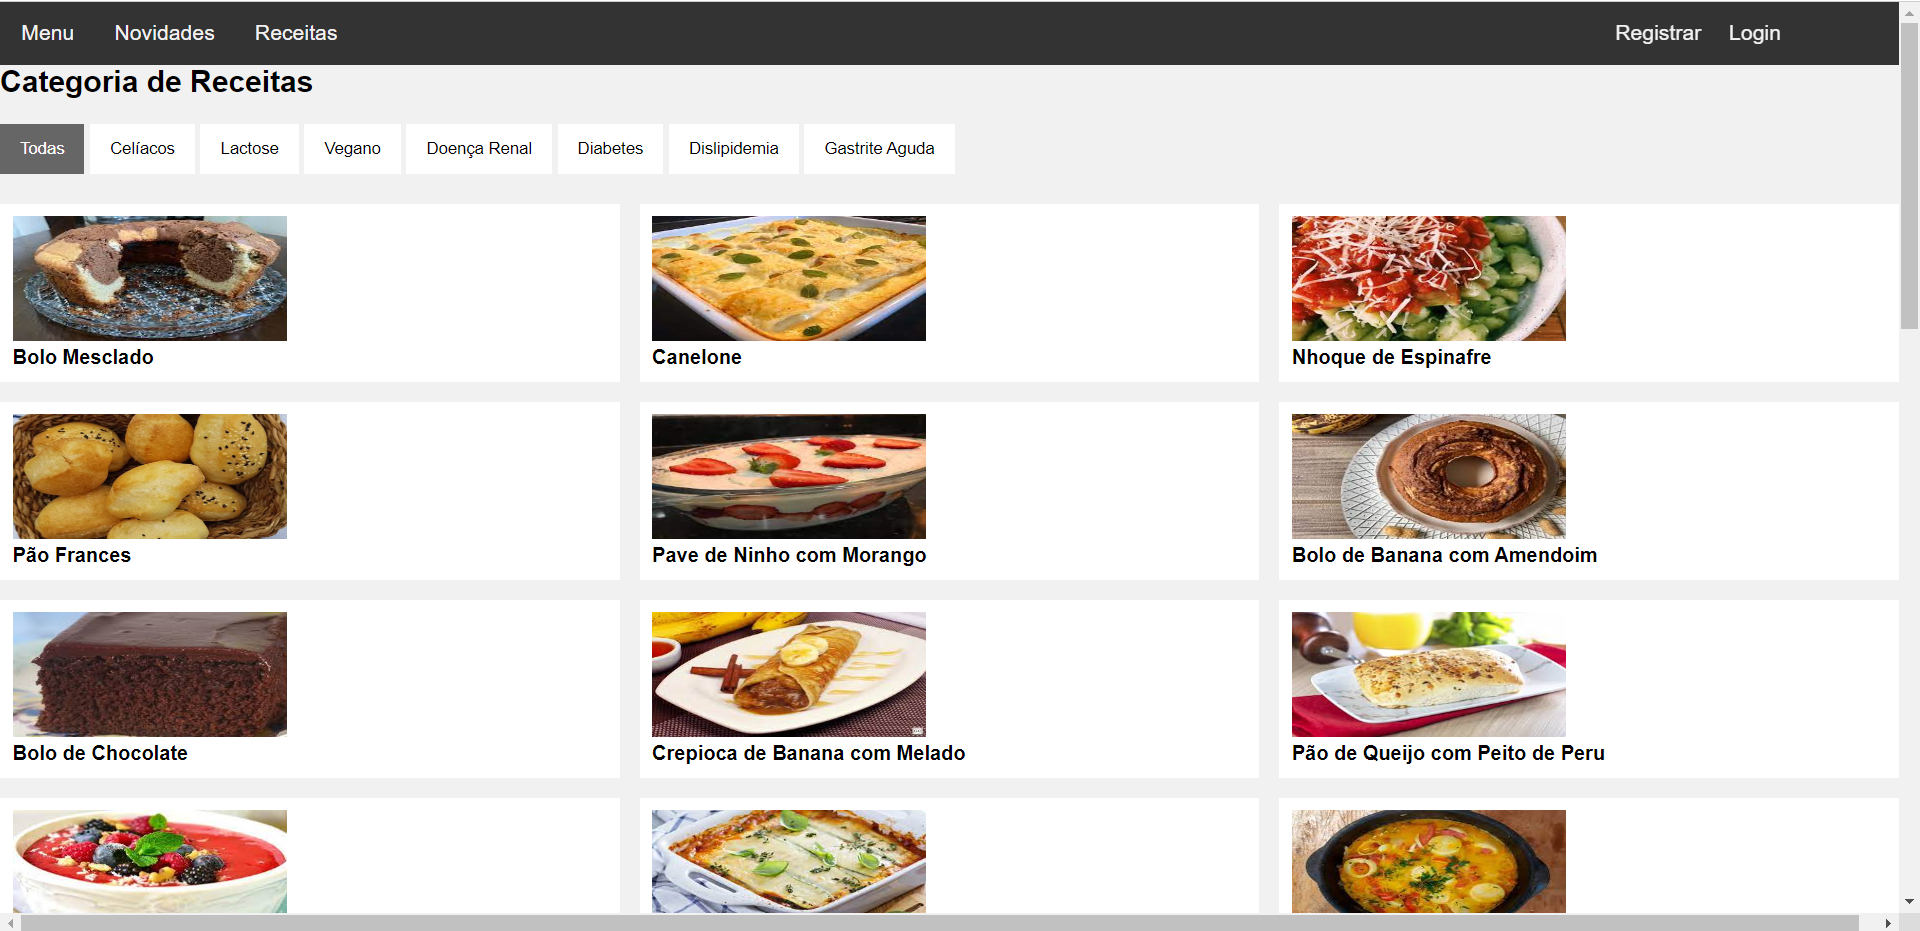 Menu Novidades Receitas Registrar Login
Categoria de Receitas
Todas Celíacos Lactose Vegano Doença Renal Diabetes Dislipidemia Gastrite Aguda
Bolo Mesclado Canelone Nhoque de Espinafre
Pão Frances Pave de Ninho com Morango Bolo de Banana com Amendoim
Bolo de Chocolate Crepioca de Banana com Melado Pão de Queijo com Peito de Peru